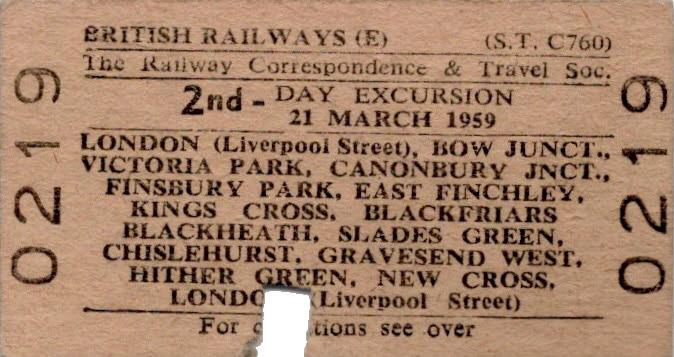 BRITISH RAILWAYS (E) (S.T. C760)
The Railway Correspondence & Travel Soc.
2nd - DAY EXCURSION
21 MARCH 1959
LONDON (Liverpool Street), BOW JUNCT.,
VICTORIA PARK, CANONBURY JNCT.,
FINSBURY PARK, EAST FINCHLEY,
KINGS CROSS, BLACKFRIARS
BLACKHEATH, SLADES GREEN,
CHISLEHURST, GRAVESEND WEST,
HITHER GREEN, NEW CROSS,
(Liverpool Street)
For see over
0219
0219